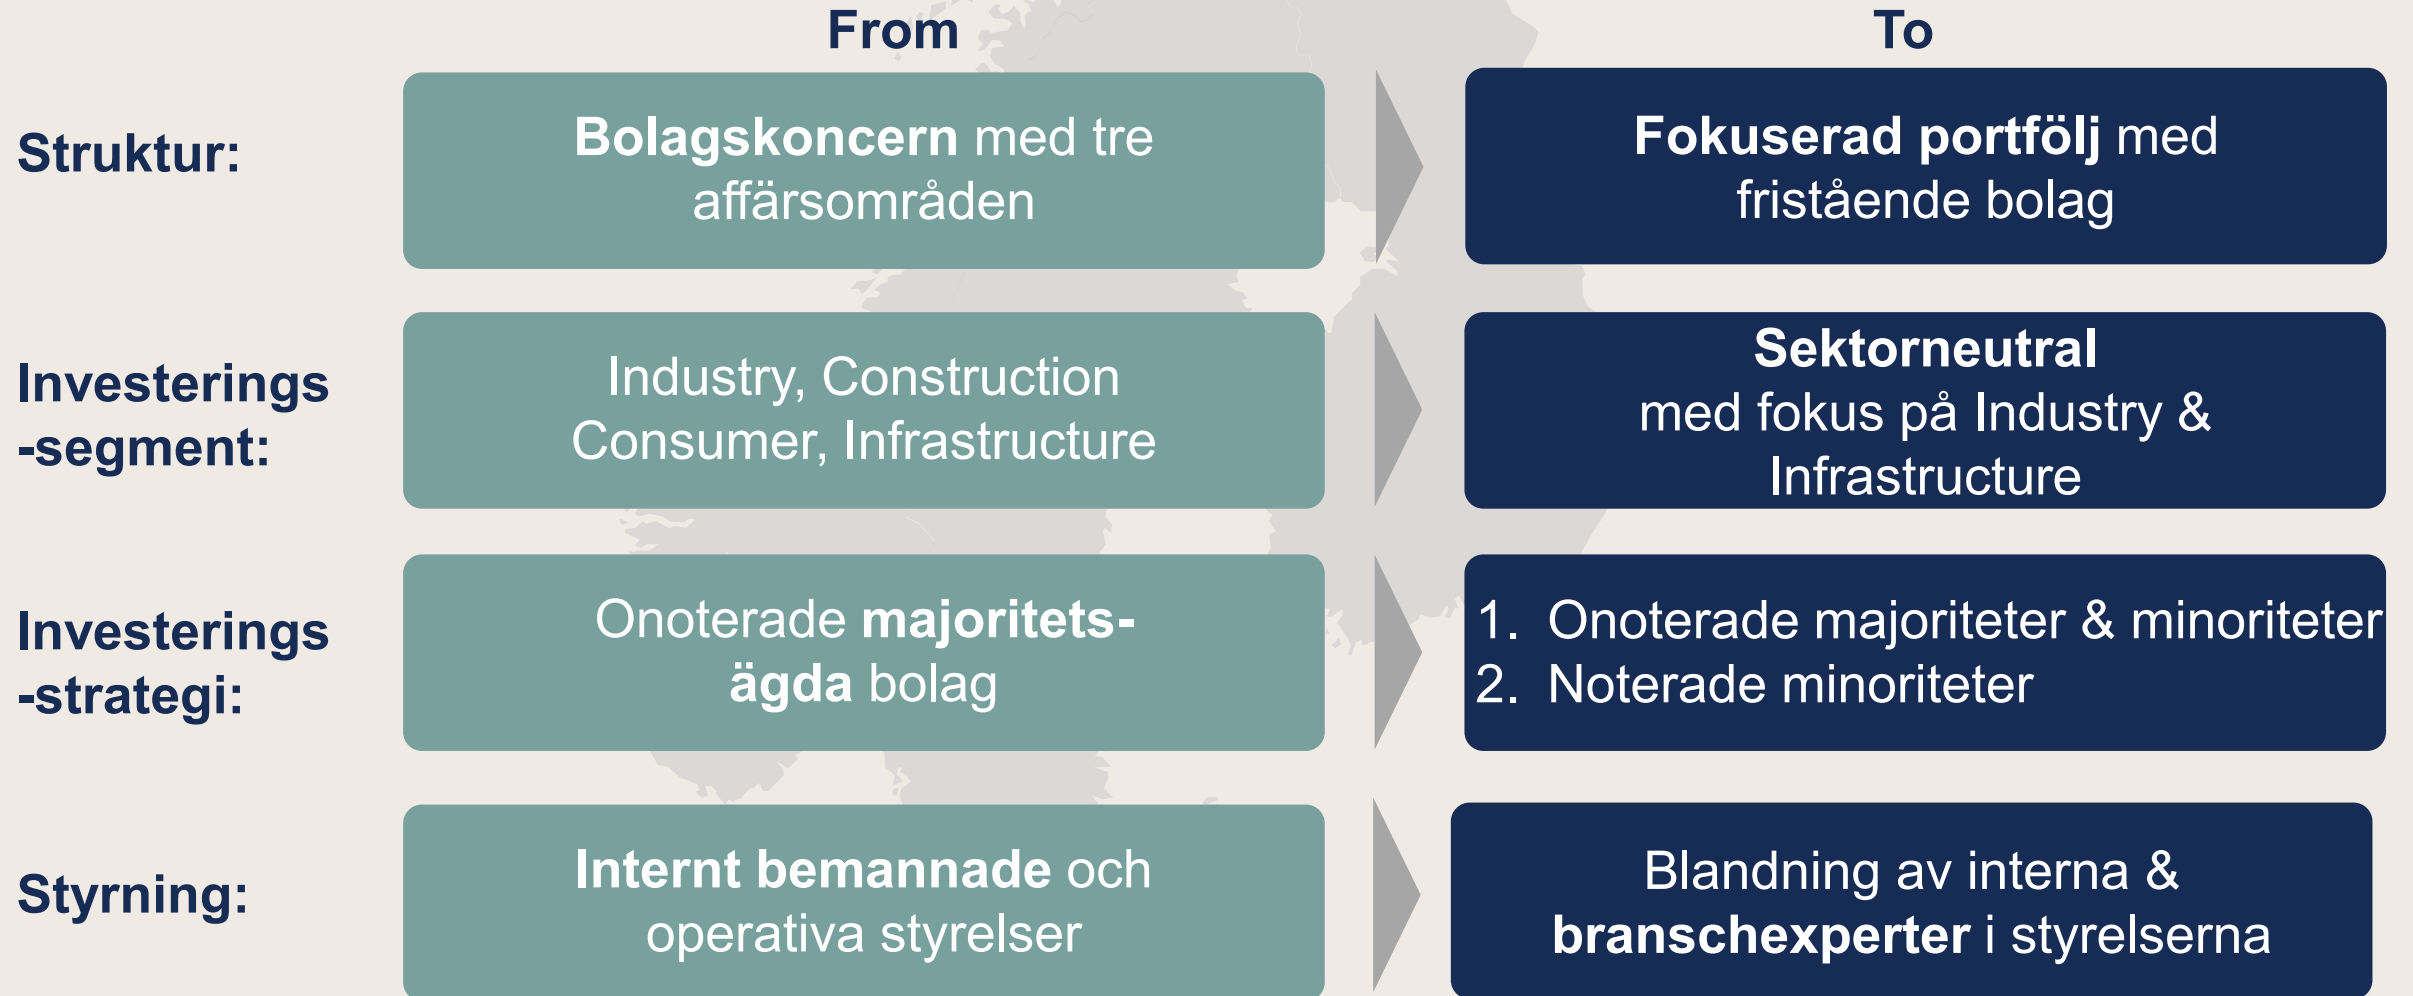 From
To
Struktur:
Bolagskoncern med tre
affärsområden
Fokuserad portfölj med
fristående bolag
Investerings
-segment:
Industry, Construction
Consumer, Infrastructure
Sektorneutral
med fokus på Industry &
Infrastructure
Investerings
-strategi:
Onoterade majoritets-
ägda bolag
1. Onoterade majoriteter & minoriteter
2. Noterade minoriteter
Styrning:
Internt bemannade och
operativa styrelser
Blandning av interna &
branschexperter i styrelserna